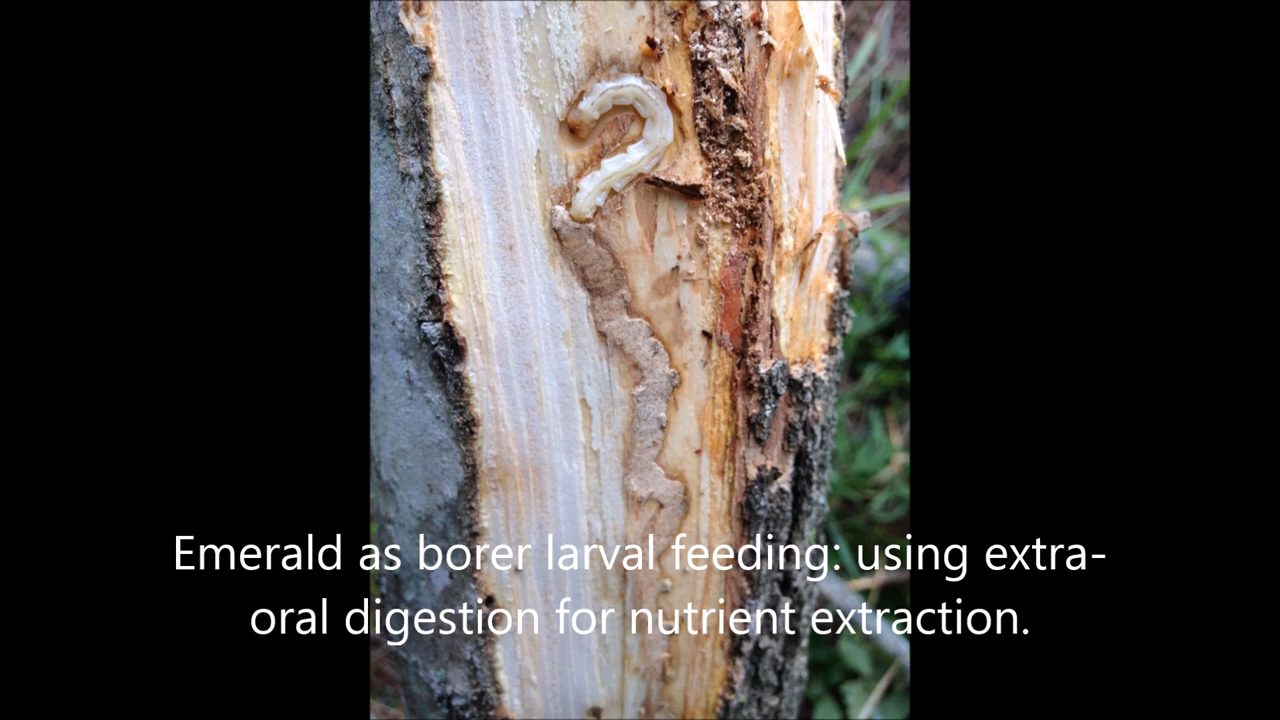 Emerald as borer larval feeding: using extra-
oral digestion for nutrient extraction.